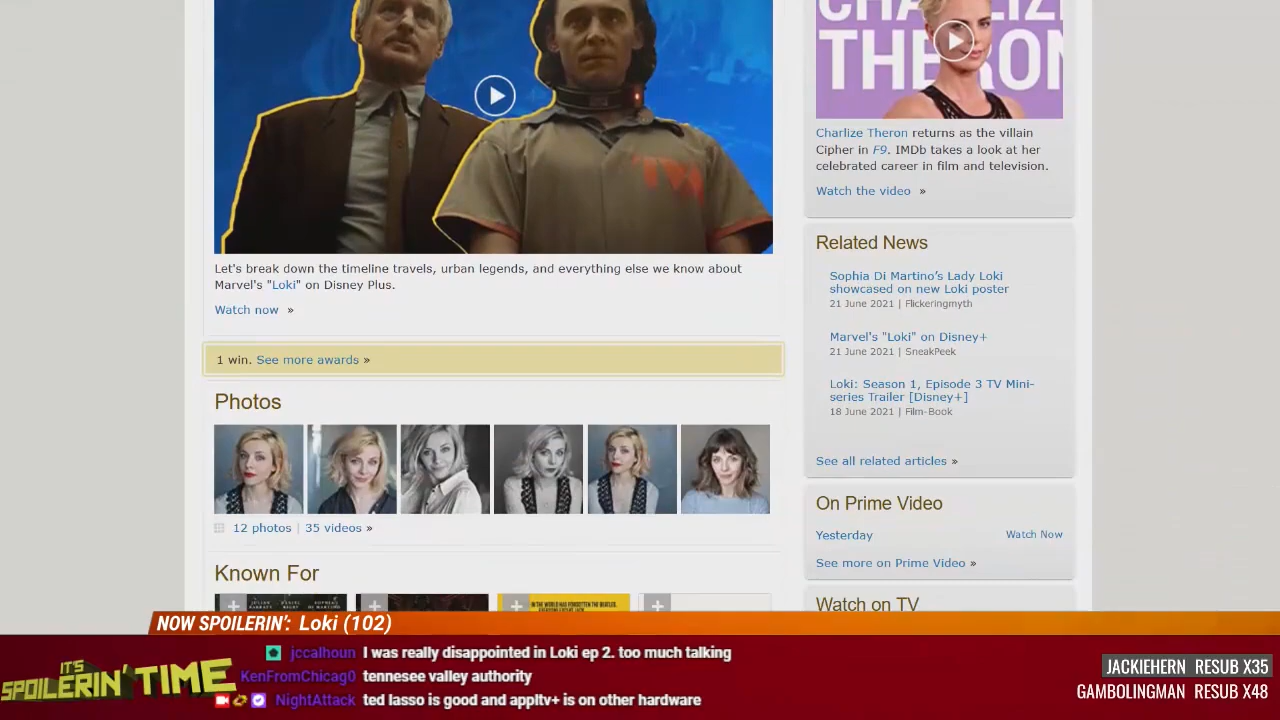 CHARLIZE
THERON
TVA
Charlize Theron returns as the villain
Cipher in F9. IMDb takes a look at her
celebrated career in film and television.
Watch the video »
Let's break down the timeline travels, urban legends, and everything else we know about
Marvel's "Loki" on Disney Plus.
Watch now »
1 win. See more awards »
Photos
12 photos | 35 videos »
Known For
Related News
Sophia Di Martino's Lady Loki
showcased on new Loki poster
21 June 2021 | Flickeringmyth
Marvel's "Loki" on Disney+
21 June 2021 | SneakPeek
Loki: Season 1, Episode 3 TV Mini-
series Trailer [Disney+]
18 June 2021 | Film-Book
See all related articles »
On Prime Video
Yesterday Watch Now
See more on Prime Video »
Watch on TV
NOW SPOILERIN': Loki (102)
IT'S
SPOILERIN' TIME
jccalhoun I was really disappointed in Loki ep 2. too much talking
KenFromChicag0 tennesee valley authority
NightAttack ted lasso is good and appltv+ is on other hardware
JACKIEHERN RESUB X35
GAMBOLINGMAN RESUB X48